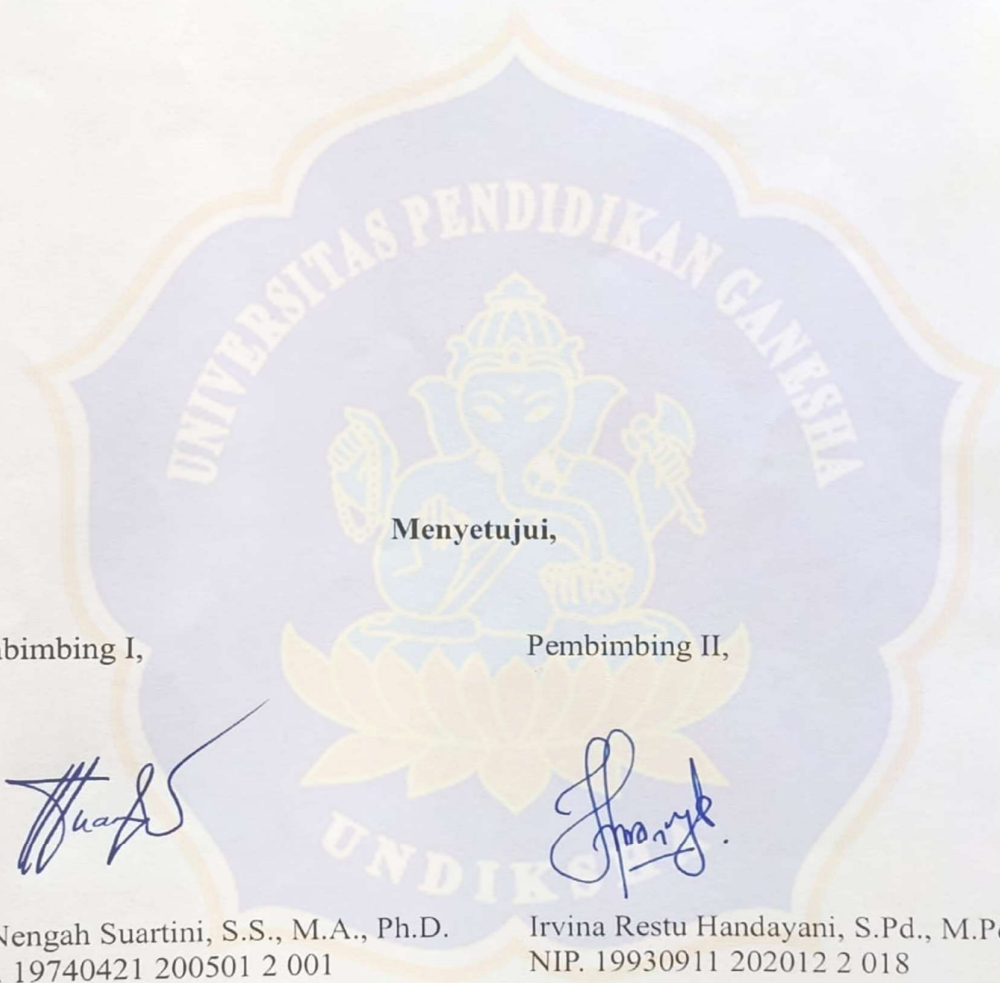 UNIVERSITAS PENDIDIKAN GANESHA
Menyetujui,
bimbing I,
Pembimbing II,
UNDIKSHA
Nengah Suartini, S.S., M.A., Ph.D.
Irvina Restu Handayani, S.Pd., M.P
. 19740421 200501 2 001
NIP. 19930911 202012 2 018